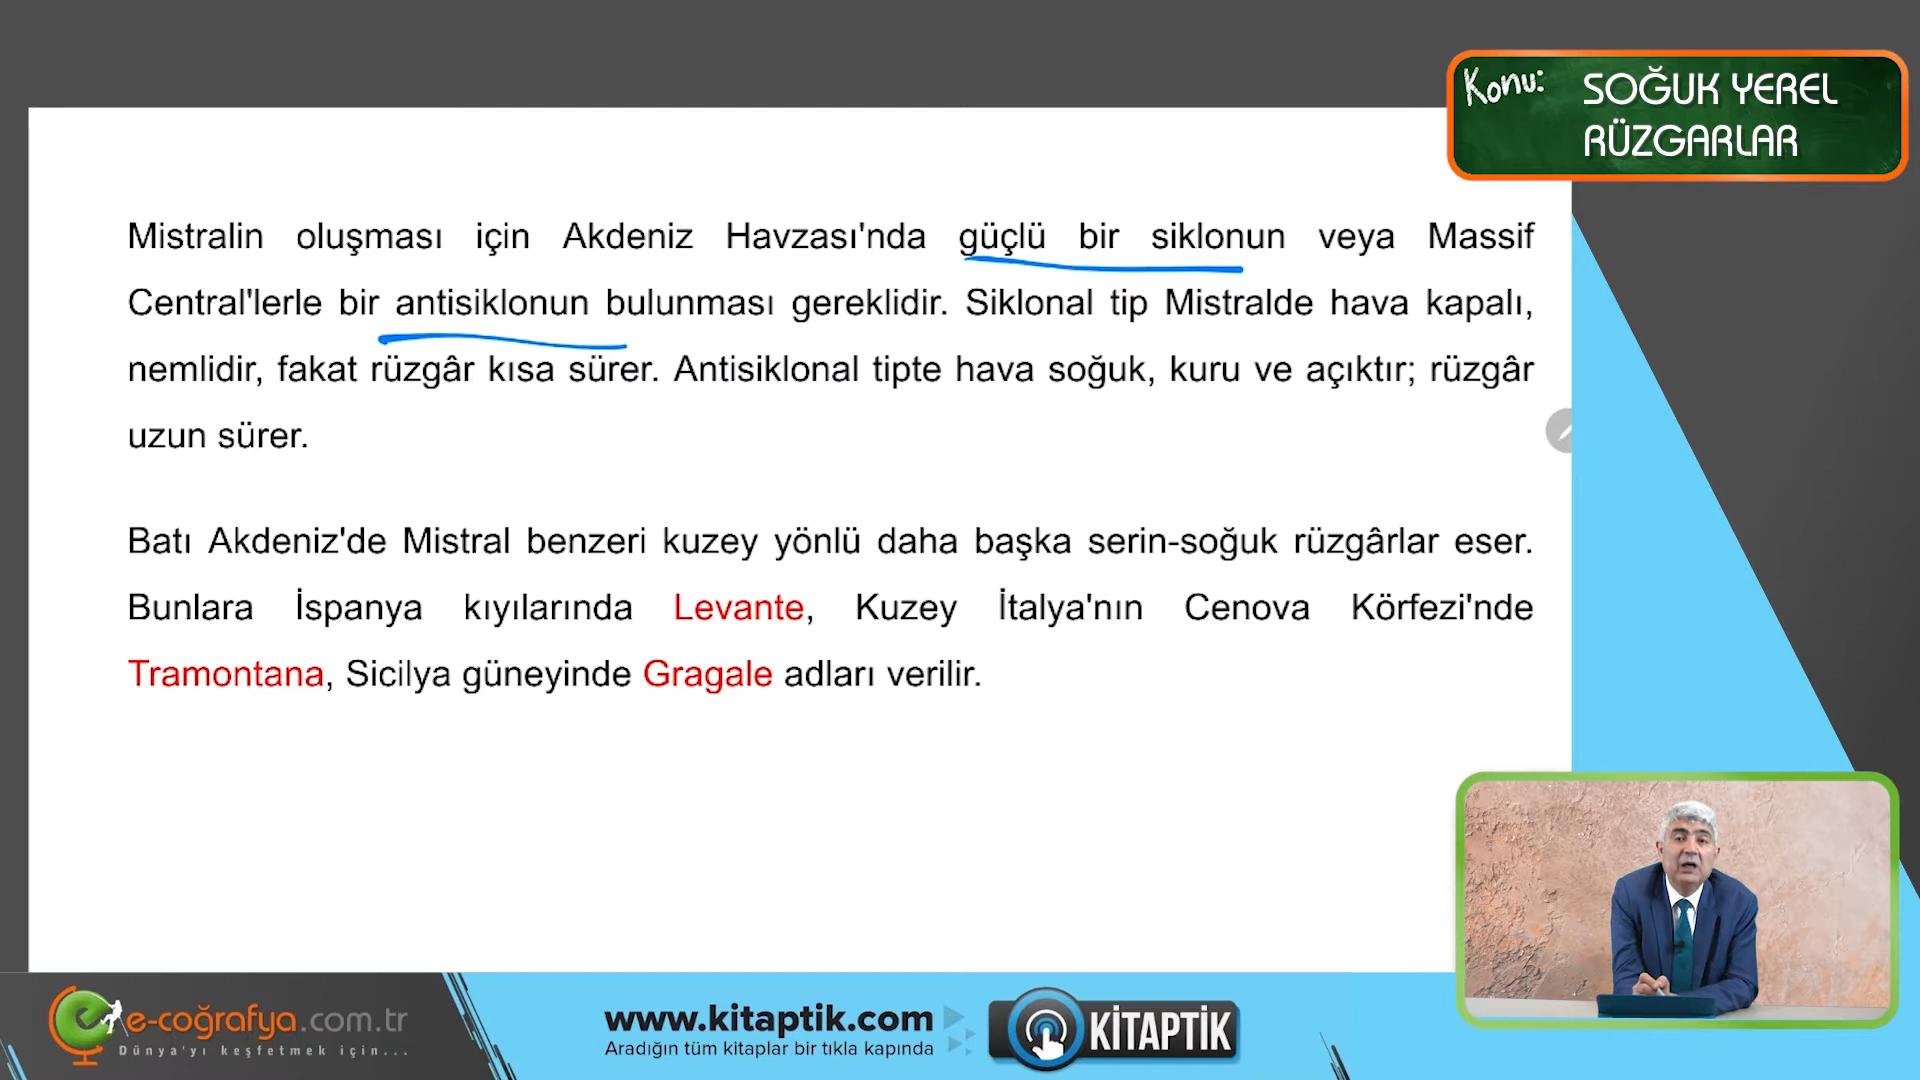 Konu: SOĞUK YEREL
RÜZGARLAR
Mistralin oluşması için Akdeniz Havzası'nda güçlü bir siklonun veya Massif
Central'lerle bir antisiklonun bulunması gereklidir. Siklonal tip Mistralde hava kapalı,
nemlidir, fakat rüzgâr kısa sürer. Antisiklonal tipte hava soğuk, kuru ve açıktır; rüzgâr
uzun sürer.
Batı Akdeniz'de Mistral benzeri kuzey yönlü daha başka serin-soğuk rüzgârlar eser.
Bunlara İspanya kıyılarında Levante, Kuzey İtalya'nın Cenova Körfezi'nde
Tramontana, Sicilya güneyinde Gragale adları verilir.
e-coğrafya.com.tr
Dünya'yı keşfetmek için...
www.kitaptik.com
Aradığın tüm kitaplar bir tıkla kapında
KİTAPTİK